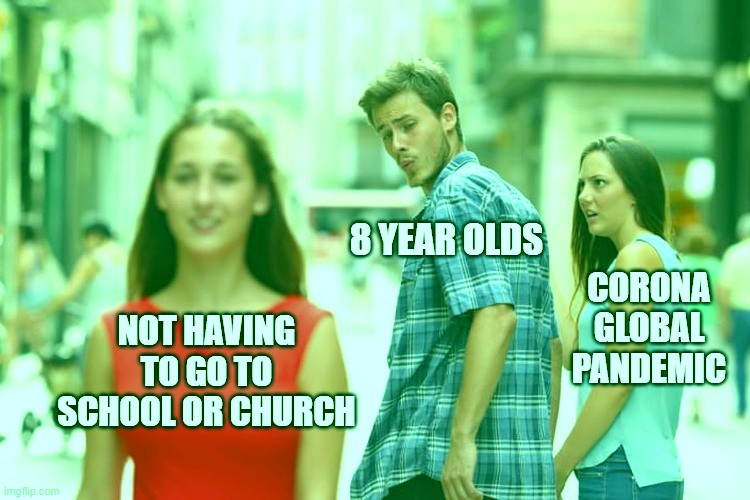 8 YEAR OLDS
CORONA
GLOBAL
PANDEMIC
NOT HAVING
TO GO TO
SCHOOL OR CHURCH
imgflip.com